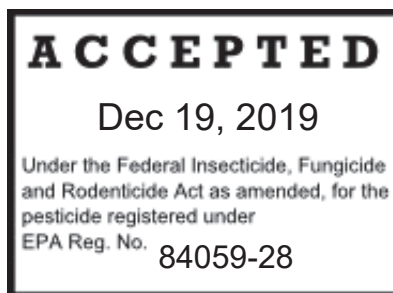 ACCEPTED
Dec 19, 2019
Under the Federal Insecticide, Fungicide
and Rodenticide Act as amended, for the
pesticide registered under
EPA Reg. No. 84059-28